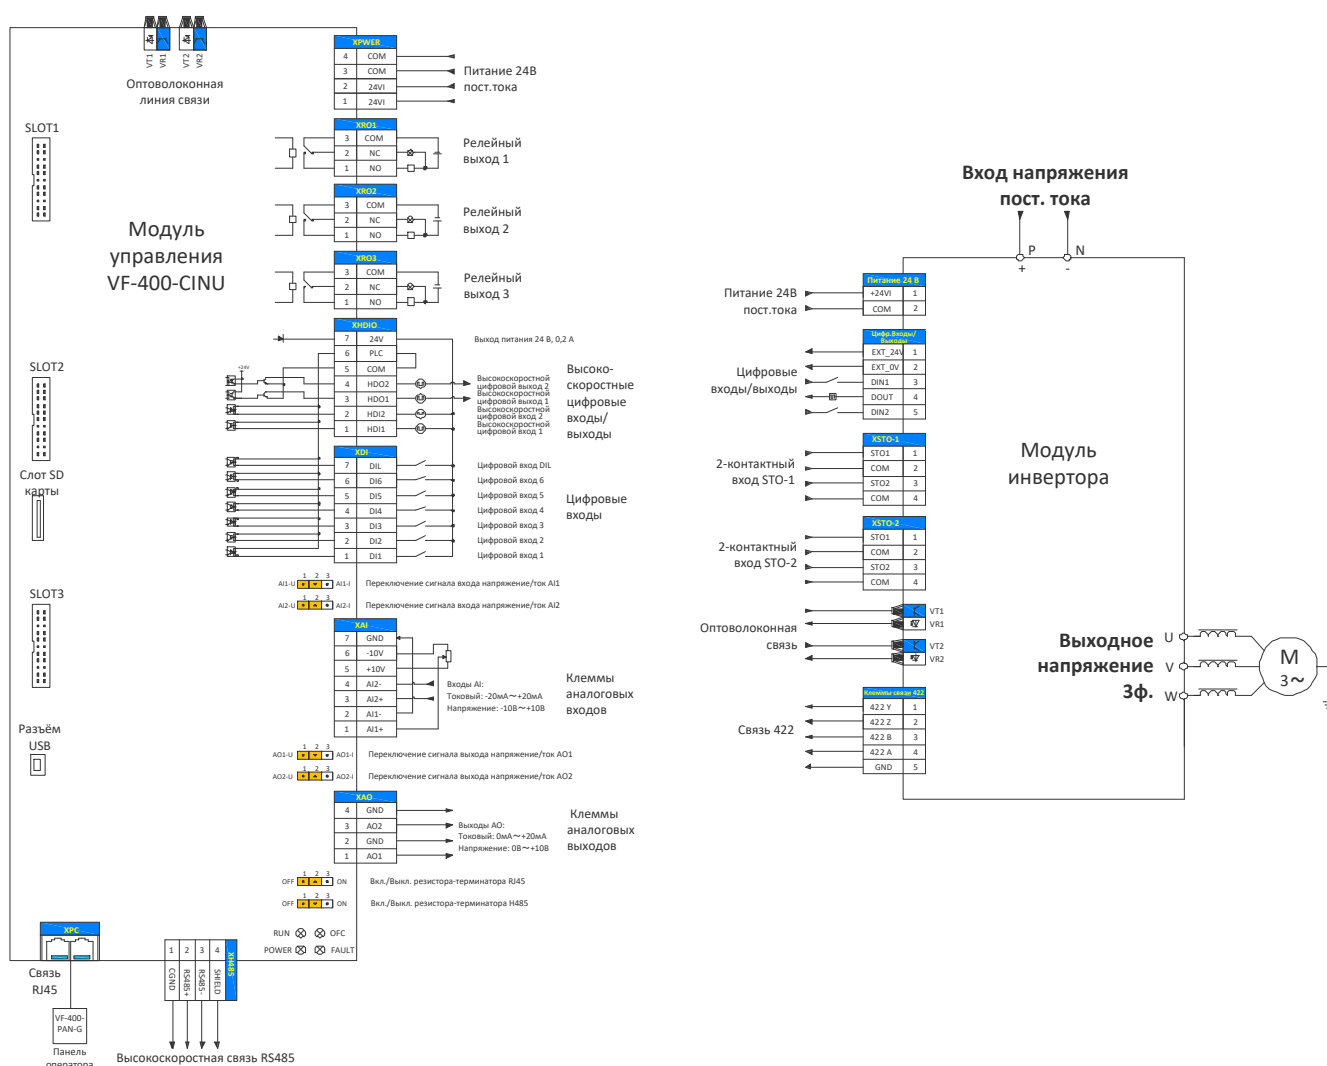 VT1
VR1
VT2
VR2
Оптоволоконная
линия связи
SLOT1
Модуль
управления
VF-400-CINU
SLOT2
Слот SD
карты
SLOT3
Разъём
USB
XPWER
4 COM
3 COM
2 24VI
1 24VI
Питание 24В
пост.тока
XRO1
3 COM
2 NC
1 NO
Релейный
выход 1
XRO2
3 COM
2 NC
1 NO
Релейный
выход 2
XRO3
3 COM
2 NC
1 NO
Релейный
выход 3
XHDIO
7 24V
6 PLC
5 COM
4 HDO2
3 HDO1
2 HDI2
1 HDI1
+24V
Выход питания 24 В, 0,2 А
Высокоскоростной
цифровой выход 2
Высокоскоростной
цифровой выход 1
Высокоскоростной
цифровой вход 2
Высокоскоростной
цифровой вход 1
Высоко-
скоростные
цифровые
входы/
выходы
XDI
7 DIL Цифровой вход DIL
6 DI6 Цифровой вход 6
5 DI5 Цифровой вход 5
4 DI4 Цифровой вход 4
3 DI3 Цифровой вход 3
2 DI2 Цифровой вход 2
1 DI1 Цифровой вход 1
Цифровые
входы
1 2 3
AI1-U AI1-I Переключение сигнала входа напряжение/ток AI1
1 2 3
AI2-U AI2-I Переключение сигнала входа напряжение/ток AI2
XAI
7 GND
6 -10V
5 +10V
4 AI2-
3 AI2+
2 AI1-
1 AI1+
Входы AI:
Токовый: -20мА～+20мА
Напряжение: -10В～+10В
Клеммы
аналоговых
входов
1 2 3
AO1-U AO1-I Переключение сигнала выхода напряжение/ток AO1
1 2 3
AO2-U AO2-I Переключение сигнала выхода напряжение/ток AO2
XAO
4 GND
3 AO2
2 GND
1 AO1
Выходы AO:
Токовый: 0мА～+20мА
Напряжение: 0В～+10В
Клеммы
аналоговых
выходов
1 2 3
OFF ON Вкл./Выкл. резистора-терминатора RJ45
1 2 3
OFF ON Вкл./Выкл. резистора-терминатора H485
RUN OFC
POWER FAULT
XPC
Связь
RJ45
VF-400-
PAN-G
Панель
оператора
1 2 3 4
CGND
RS485+
RS485-
SHIELD
XH485
Высокоскоростная связь RS485
Вход напряжения
пост. тока
P N
+ -
Питание 24 В
+24VI 1
COM 2
Питание 24В
пост.тока
Цифр.Входы/
Выходы
EXT_24V 1
EXT_0V 2
DIN1 3
DOUT 4
DIN2 5
Цифровые
входы/выходы
XSTO-1
STO1 1
COM 2
STO2 3
COM 4
2-контактный
вход STO-1
XSTO-2
STO1 1
COM 2
STO2 3
COM 4
2-контактный
вход STO-2
Модуль
инвертора
VT1
VR1
VT2
VR2
Оптоволоконная
связь
Клеммы связи 422
422 Y 1
422 Z 2
422 B 3
422 A 4
GND 5
Связь 422
Выходное
напряжение
3ф.
U
V
W
M
3～